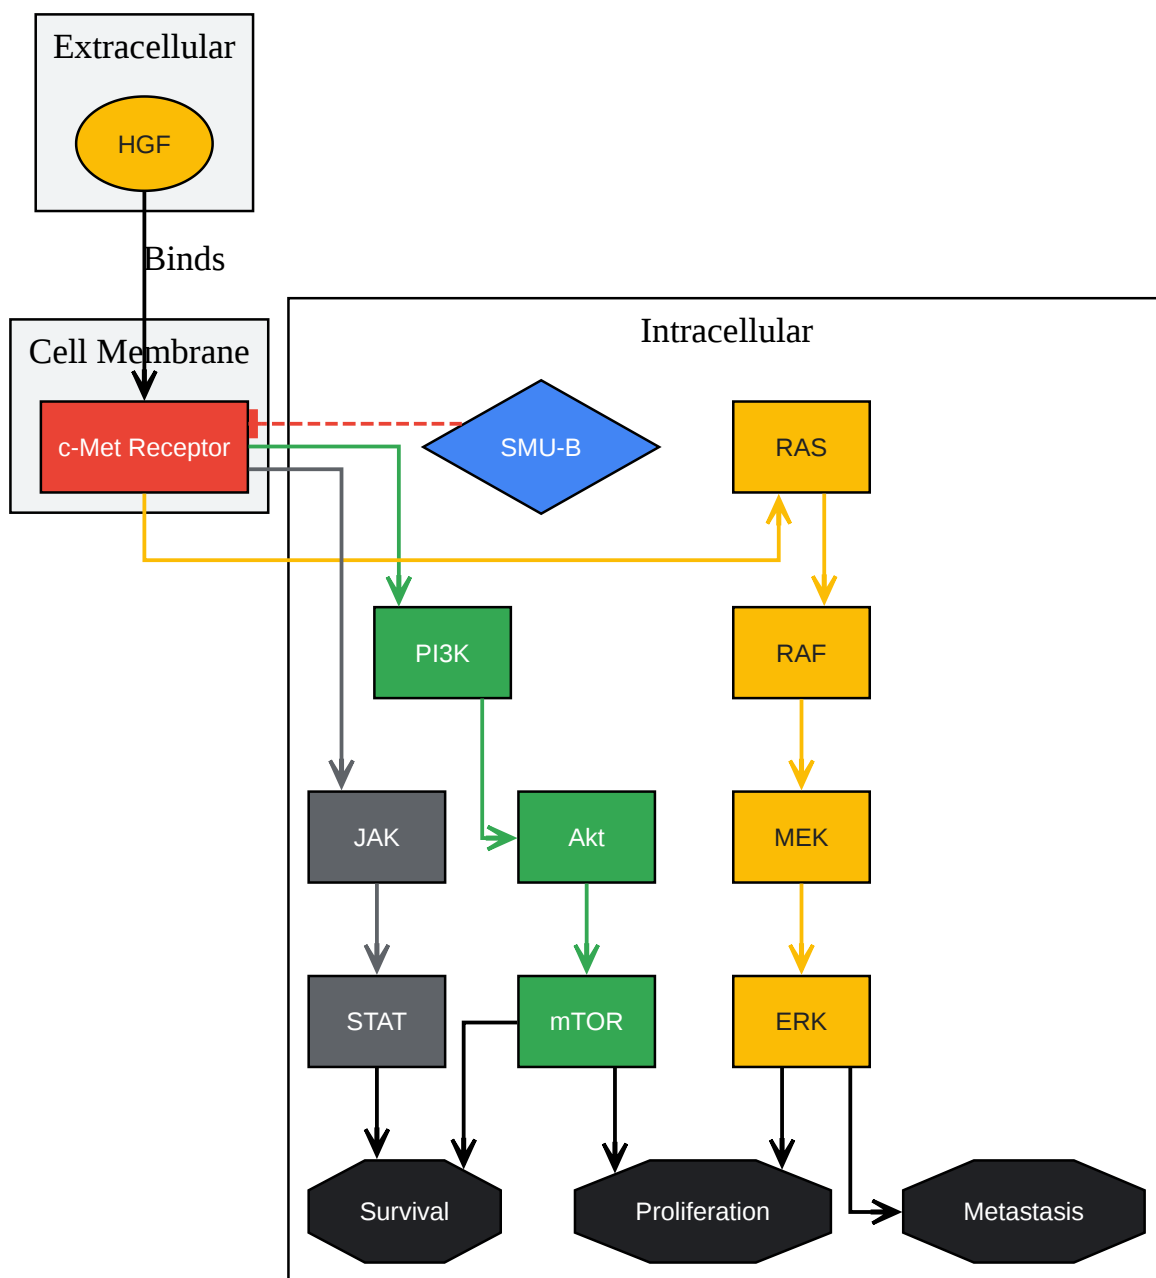 Extracellular
HGF
Binds
Cell Membrane
Intracellular
c-Met Receptor
SMU-B
RAS
PI3K
RAF
JAK
Akt
MEK
STAT
mTOR
ERK
Survival
Proliferation
Metastasis